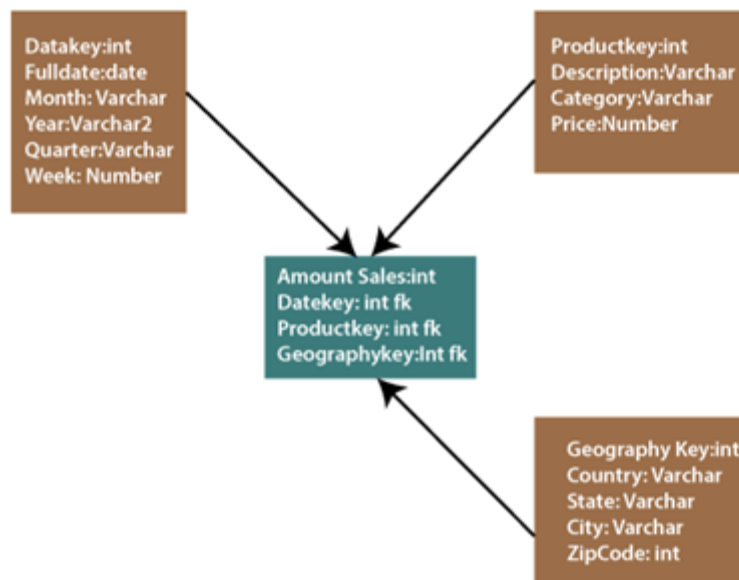 Datakey:int
Fulldate:date
Month: Varchar
Year:Varchar2
Quarter:Varchar
Week: Number
Productkey:int
Description:Varchar
Category:Varchar
Price:Number
Amount Sales:int
Datekey: int fk
Productkey: int fk
Geographykey:Int fk
Geography Key:int
Country: Varchar
State: Varchar
City: Varchar
ZipCode: int